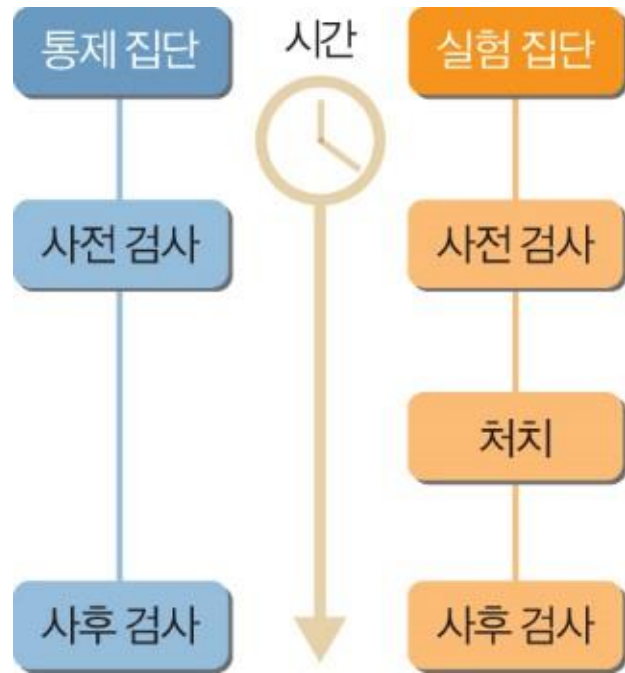 통제 집단
시간
실험 집단
사전 검사
사전 검사
처치
사후 검사
사후 검사